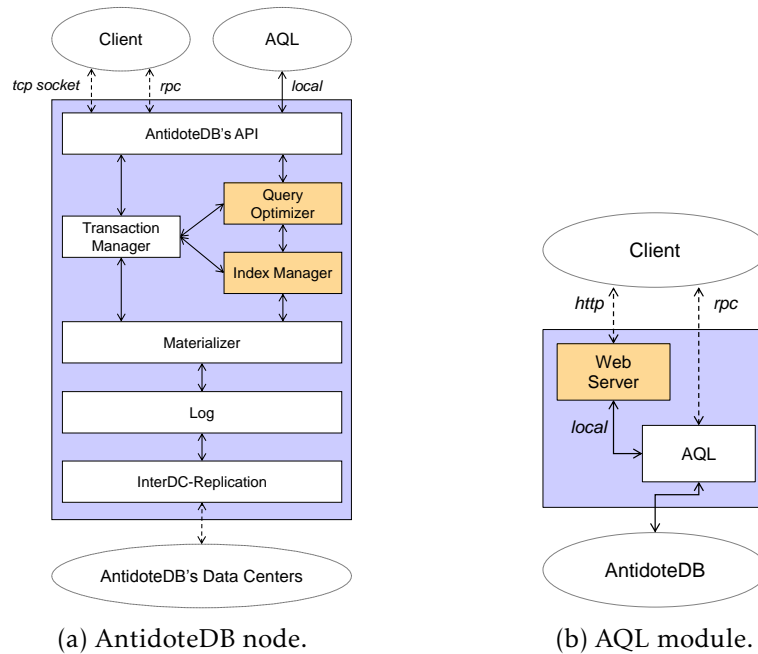 Client
AQL
tcp socket
rpc
local
AntidoteDB's API
Query
Optimizer
Transaction
Manager
Index Manager
Materializer
Log
InterDC-Replication
AntidoteDB's Data Centers
(a) AntidoteDB node.
Client
http
rpc
Web
Server
local
AQL
AntidoteDB
(b) AQL module.